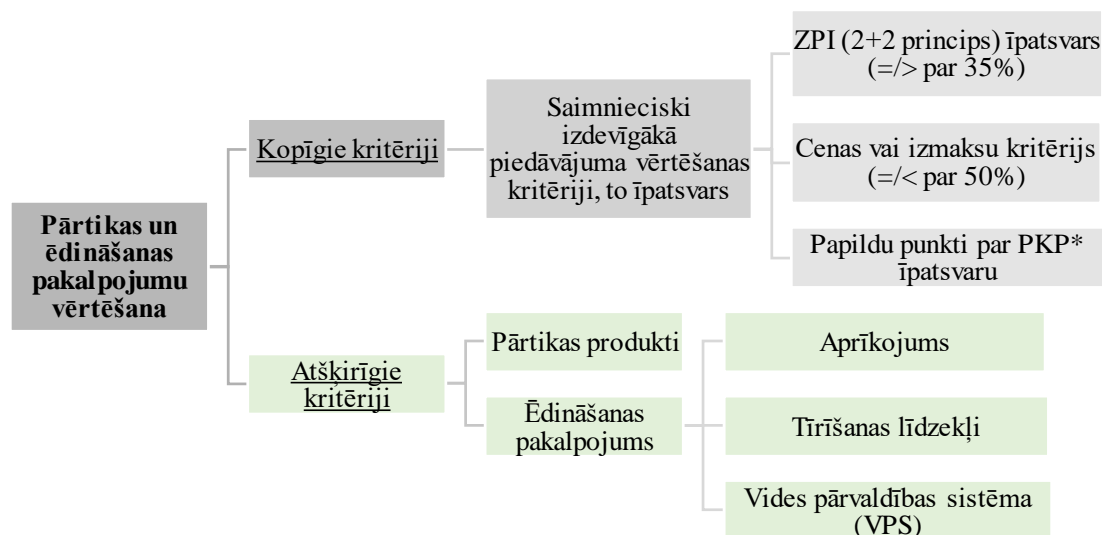 Pārtikas un
ēdināšanas
pakalpojumu
vērtēšana
Kopīgie kritēriji
Saimnieciski
izdevīgākā
piedāvājuma vērtēšanas
kritēriji, to īpatsvars
ZPI (2+2 princips) īpatsvars
(=/> par 35%)
Cenas vai izmaksu kritērijs
(=/< par 50%)
Papildu punkti par PKP*
īpatsvaru
Atšķirīgie
kritēriji
Pārtikas produkti
Ēdināšanas
pakalpojums
Aprīkojums
Tīrīšanas līdzekļi
Vides pārvaldības sistēma
(VPS)